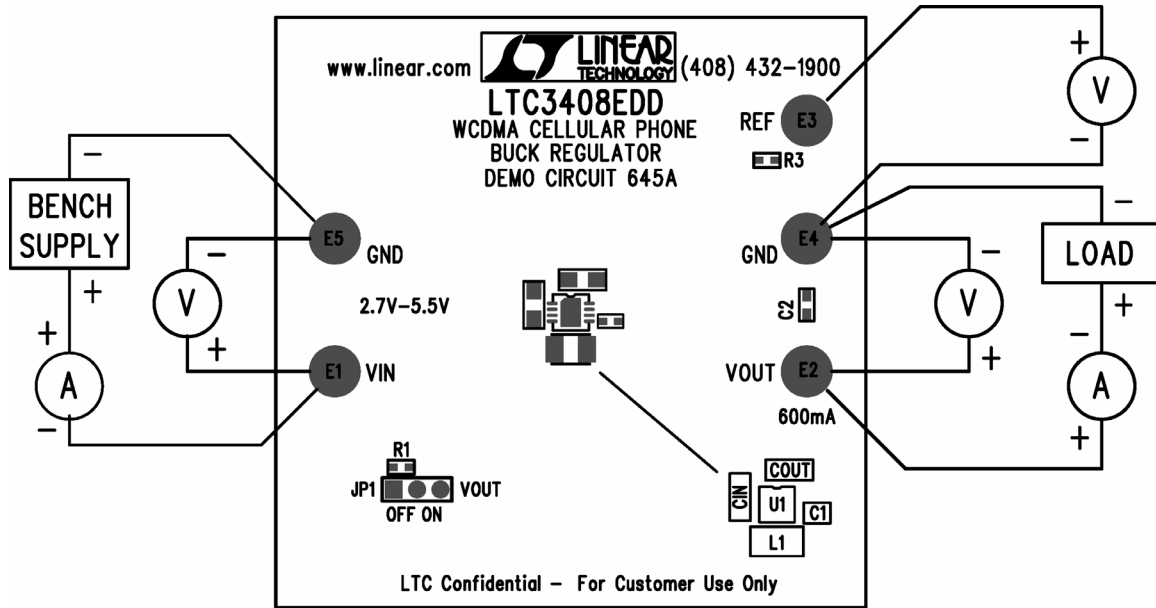 www.linear.com LINEAR TECHNOLOGY (408) 432-1900
LTC3408EDD
WCDMA CELLULAR PHONE
BUCK REGULATOR
DEMO CIRCUIT 645A
REF E3
R3
+
V
-
-
BENCH
SUPPLY
+
+
A
-
-
V
+
E5
GND
2.7V-5.5V
E1 VIN
GND E4
C2
VOUT E2
600mA
-
V
+
-
LOAD
+
-
A
+
R1
JP1 VOUT
OFF ON
COUT
CIN
U1
C1
L1
LTC Confidential - For Customer Use Only